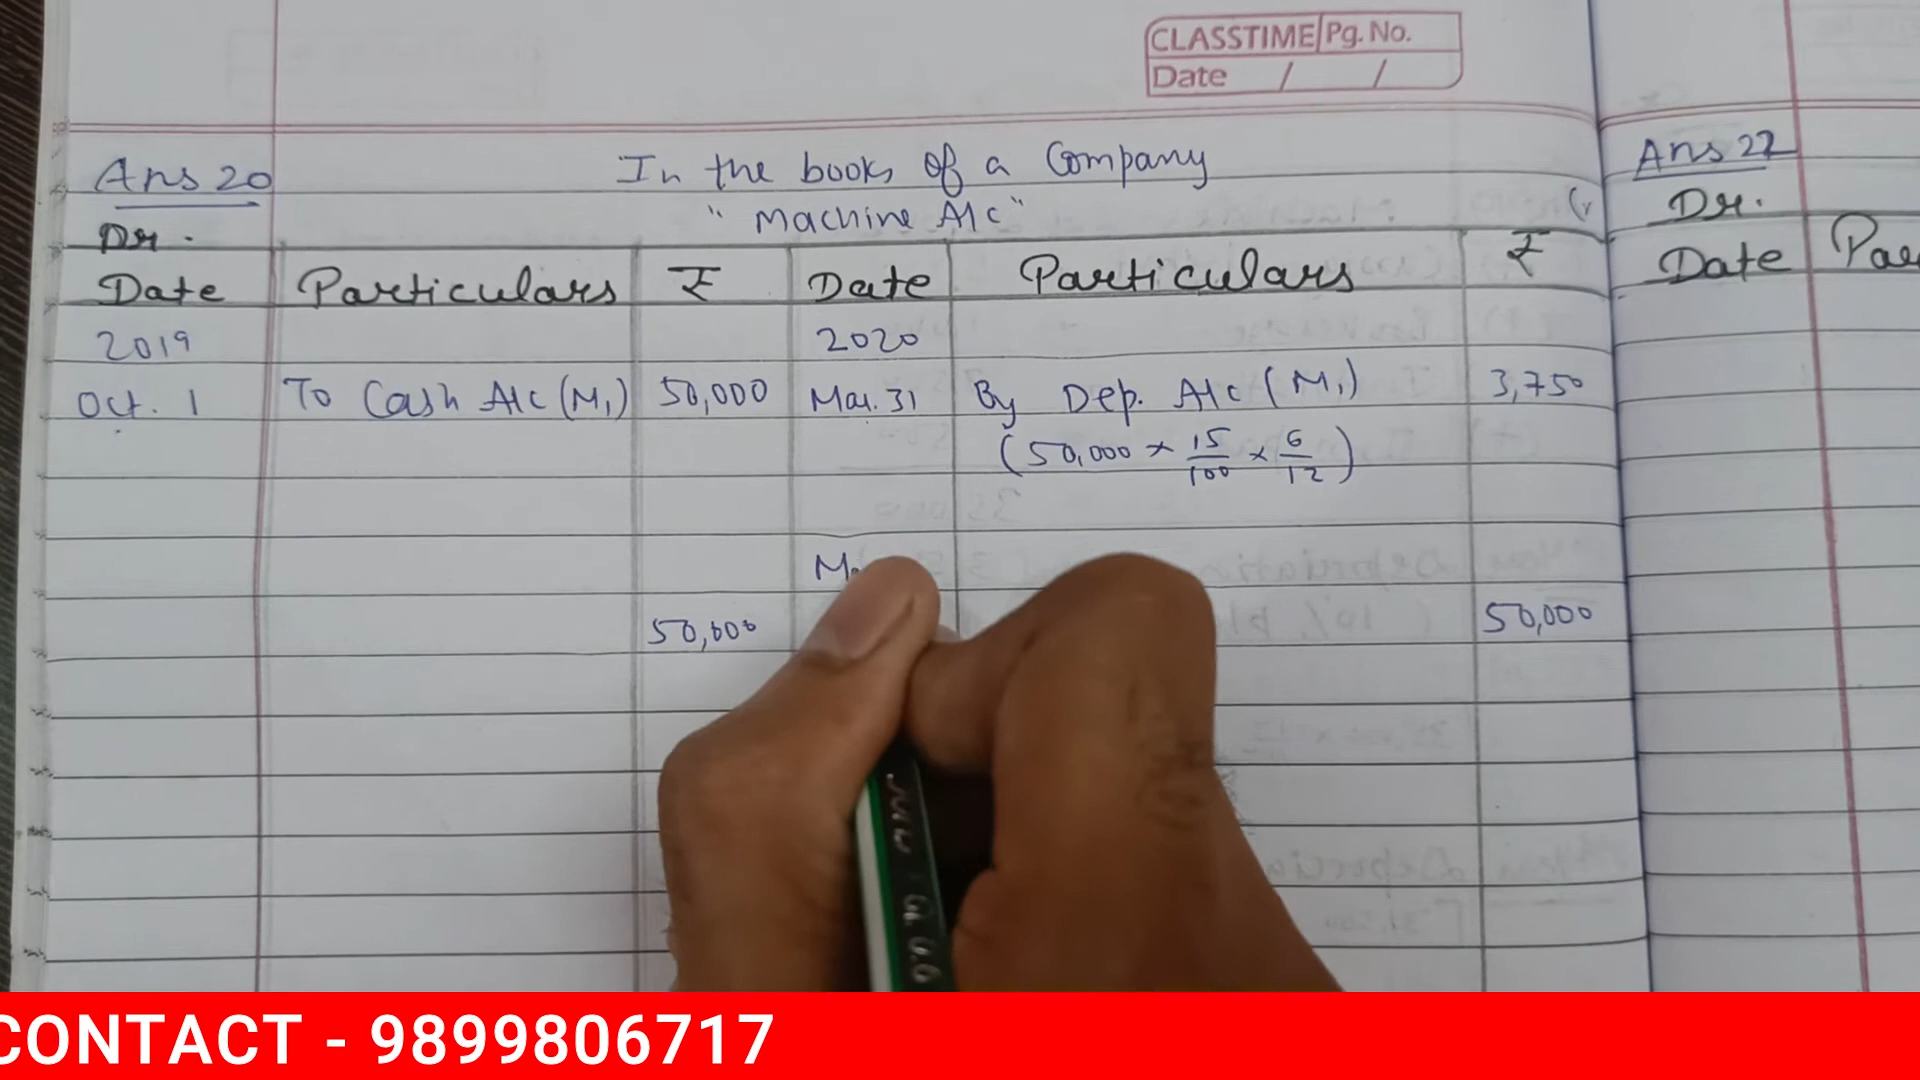 CLASSTIME Pg. No.
Date / /
Ans 20
In the books of a Company
Dr.
"Machine A/c"
Date Particulars ₹ Date Particulars ₹
2019 2020
Oct. 1 To Cash A/c (M₁) 50,000 Mar. 31 By Dep. A/c (M₁) 3,750
(50,000 × 15/100 × 6/12)
50,000 50,000
Ans 22
Dr.
Date
CONTACT - 9899806717